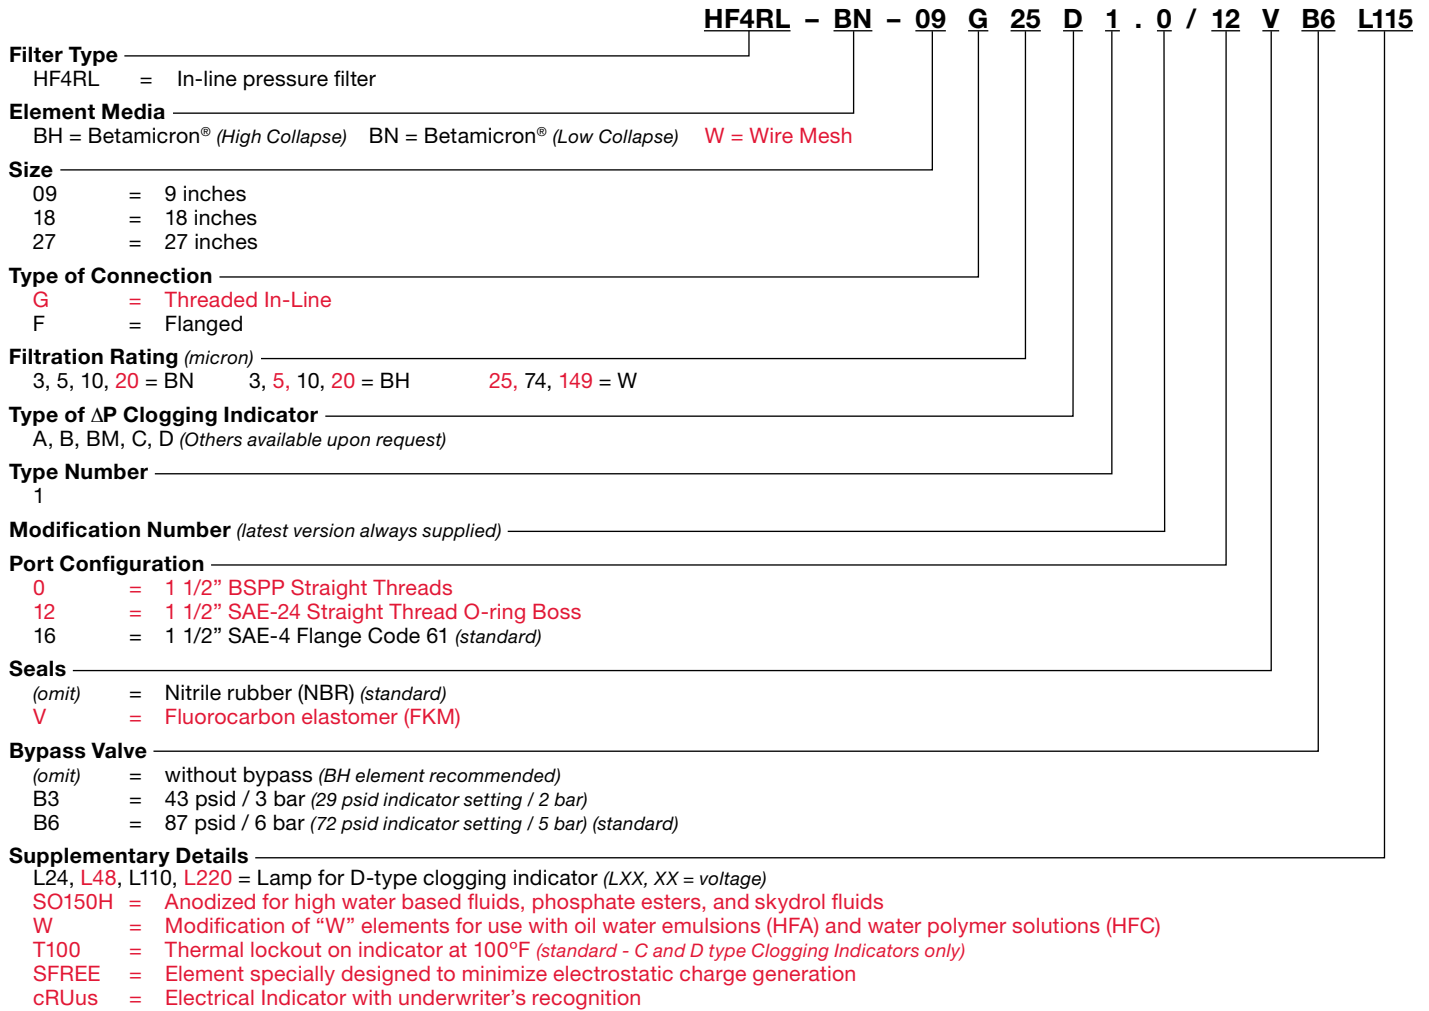 HF4RL – BN – 09 G 25 D 1 . 0 / 12 V B6 L115
Filter Type
HF4RL = In-line pressure filter
Element Media
BH = Betamicron® (High Collapse) BN = Betamicron® (Low Collapse) W = Wire Mesh
Size
09 = 9 inches
18 = 18 inches
27 = 27 inches
Type of Connection
G = Threaded In-Line
F = Flanged
Filtration Rating (micron)
3, 5, 10, 20 = BN 3, 5, 10, 20 = BH 25, 74, 149 = W
Type of ∆P Clogging Indicator
A, B, BM, C, D (Others available upon request)
Type Number
1
Modification Number (latest version always supplied)
Port Configuration
0 = 1 1/2” BSPP Straight Threads
12 = 1 1/2” SAE-24 Straight Thread O-ring Boss
16 = 1 1/2” SAE-4 Flange Code 61 (standard)
Seals
(omit) = Nitrile rubber (NBR) (standard)
V = Fluorocarbon elastomer (FKM)
Bypass Valve
(omit) = without bypass (BH element recommended)
B3 = 43 psid / 3 bar (29 psid indicator setting / 2 bar)
B6 = 87 psid / 6 bar (72 psid indicator setting / 5 bar) (standard)
Supplementary Details
L24, L48, L110, L220 = Lamp for D-type clogging indicator (LXX, XX = voltage)
SO150H = Anodized for high water based fluids, phosphate esters, and skydrol fluids
W = Modification of “W” elements for use with oil water emulsions (HFA) and water polymer solutions (HFC)
T100 = Thermal lockout on indicator at 100°F (standard - C and D type Clogging Indicators only)
SFREE = Element specially designed to minimize electrostatic charge generation
cRUus = Electrical Indicator with underwriter’s recognition